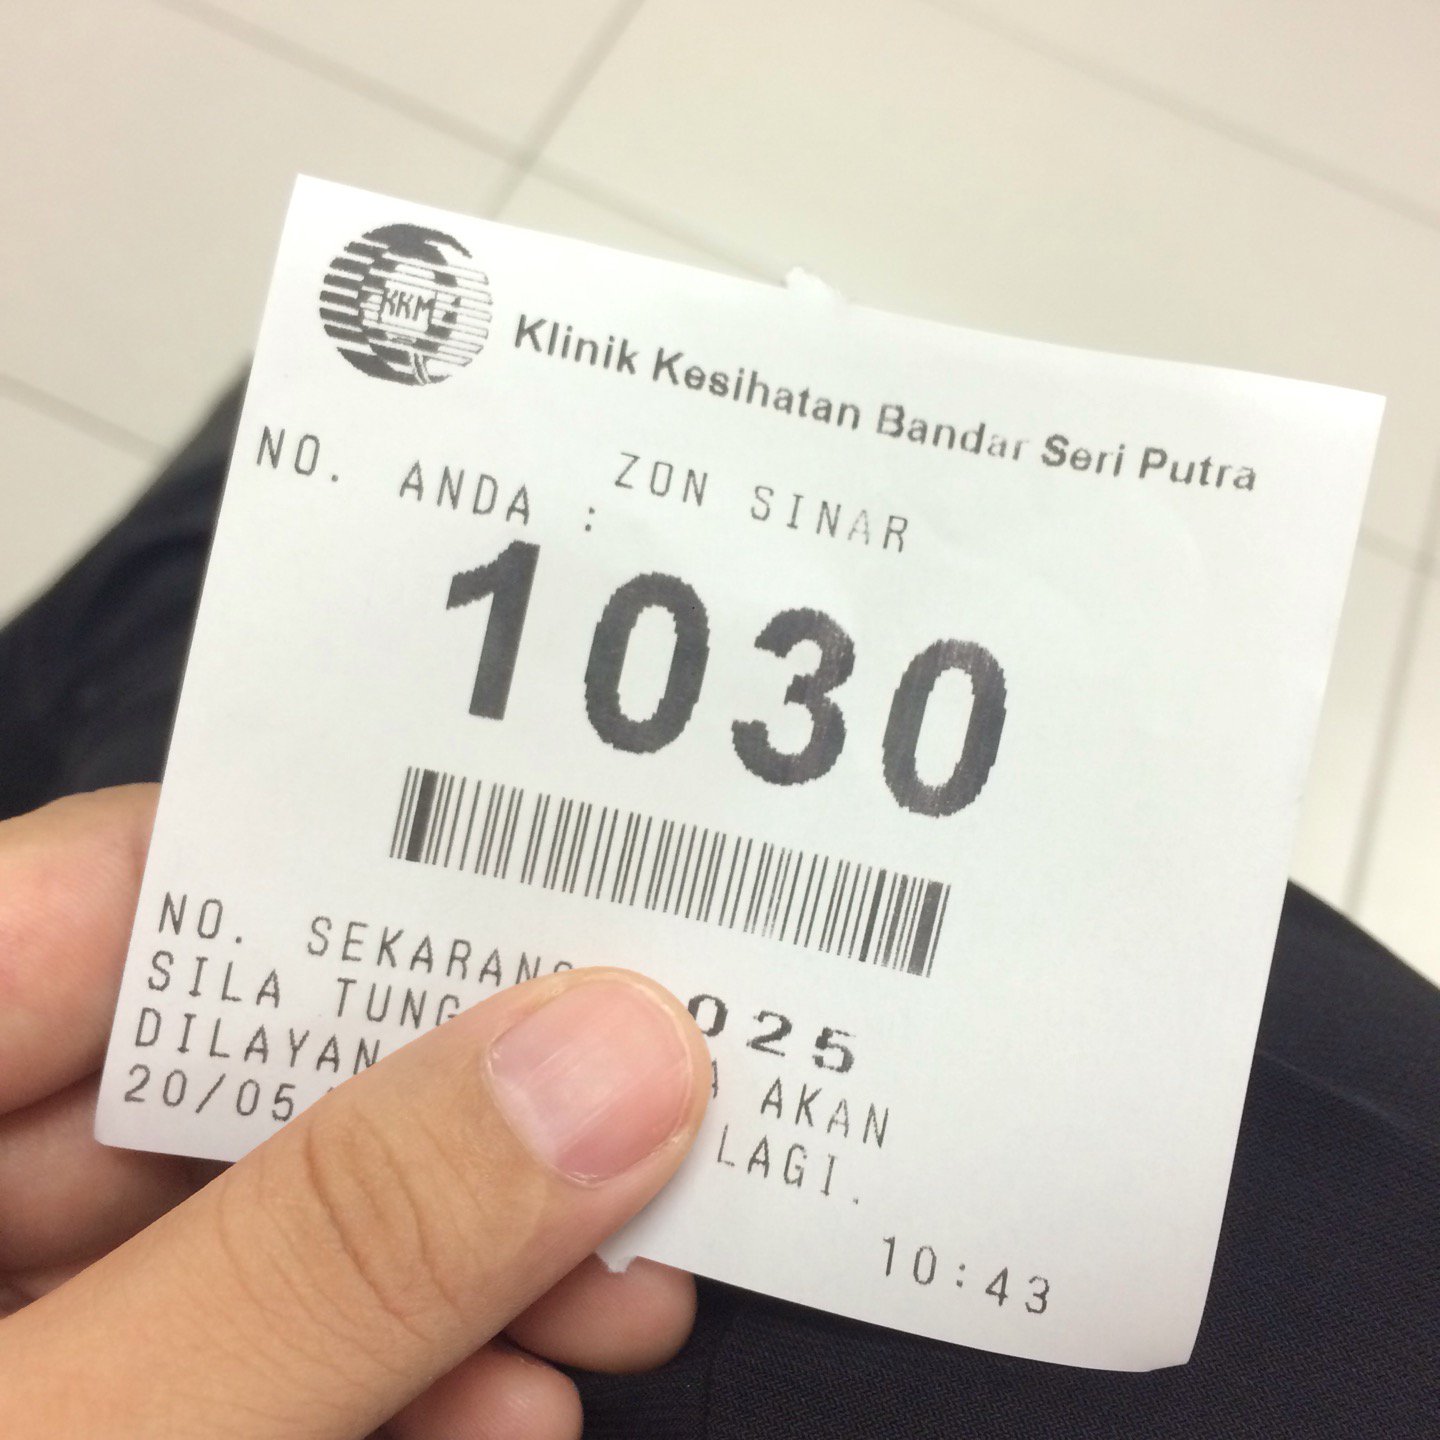 KKM
Klinik Kesihatan Bandar Seri Putra
ZON SINAR
NO. ANDA :
1030
NO. SEKARANG 025
SILA TUNG A AKAN
DILAYAN LAGI.
20/05 10:43